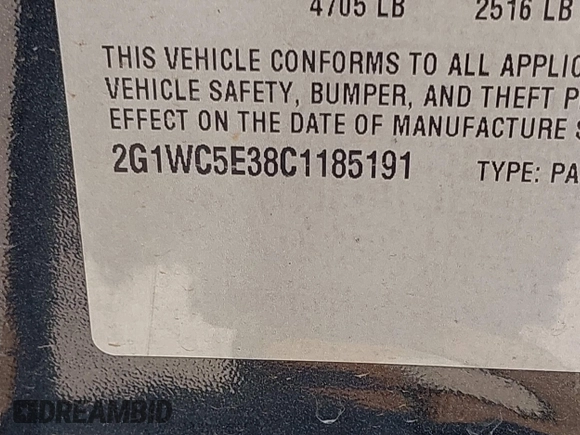 4705 LB 2516 LB
THIS VEHICLE CONFORMS TO ALL APPLIC
VEHICLE SAFETY, BUMPER, AND THEFT P
EFFECT ON THE DATE OF MANUFACTURE S
2G1WC5E38C1185191 TYPE: PA
DREAMBID